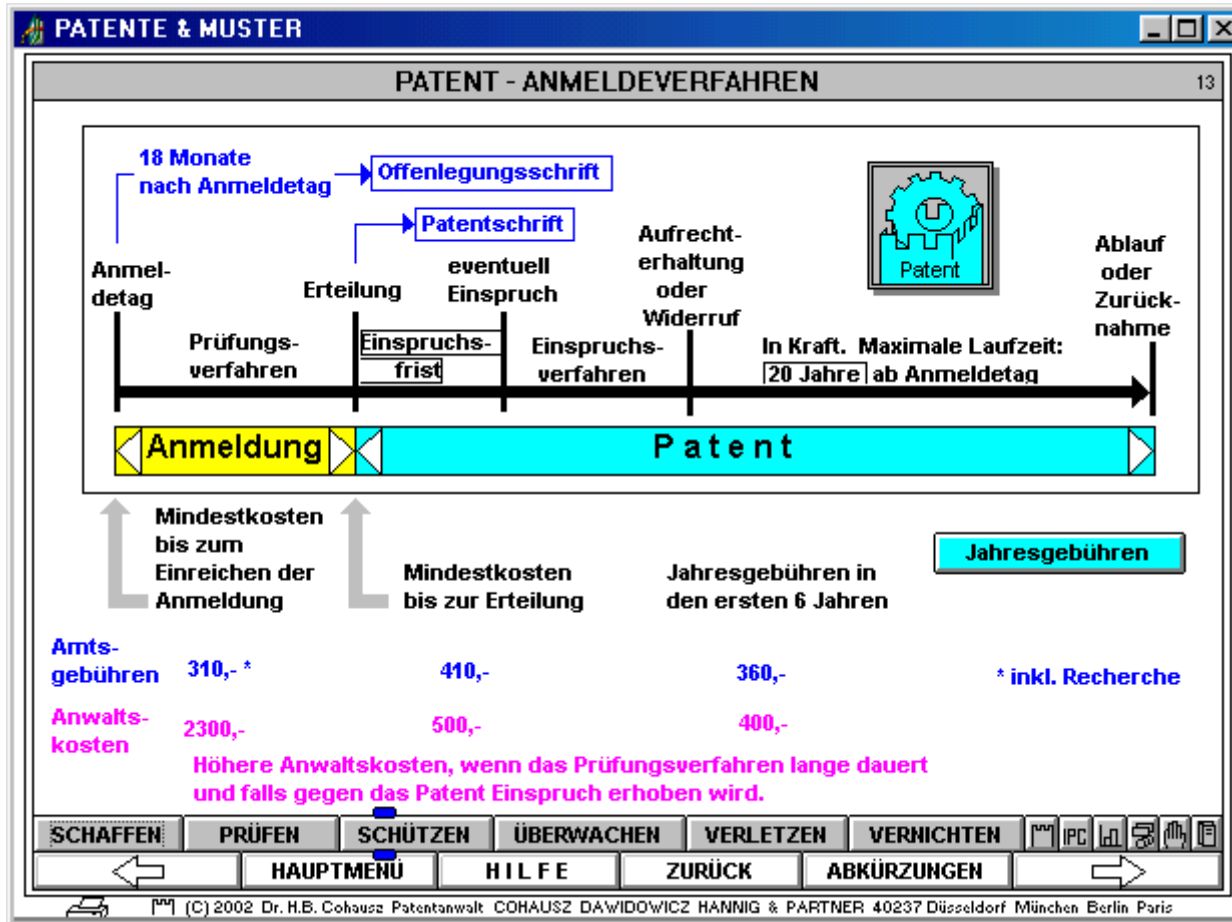 PATENTE & MUSTER
PATENT - ANMELDEVERFAHREN
13
18 Monate
nach Anmeldetag
Offenlegungsschrift
Patentschrift
Patent
Anmel-
detag
Erteilung
eventuell
Einspruch
Aufrecht-
erhaltung
oder
Widerruf
Ablauf
oder
Zurück-
nahme
Prüfungs-
verfahren
Einspruchs-
frist
Einspruchs-
verfahren
In Kraft. Maximale Laufzeit:
20 Jahre ab Anmeldetag
Anmeldung
Patent
Mindestkosten
bis zum
Einreichen der
Anmeldung
Mindestkosten
bis zur Erteilung
Jahresgebühren in
den ersten 6 Jahren
Jahresgebühren
Amts-
gebühren
310,- *
410,-
360,-
* inkl. Recherche
Anwalts-
kosten
2300,-
500,-
400,-
Höhere Anwaltskosten, wenn das Prüfungsverfahren lange dauert
und falls gegen das Patent Einspruch erhoben wird.
SCHAFFEN PRÜFEN SCHÜTZEN ÜBERWACHEN VERLETZEN VERNICHTEN IPC
HAUPTMENÜ HILFE ZURÜCK ABKÜRZUNGEN
(C) 2002 Dr. H.B. Cohausz Patentanwalt COHAUSZ DAWIDOWICZ HANNIG & PARTNER 40237 Düsseldorf München Berlin Paris